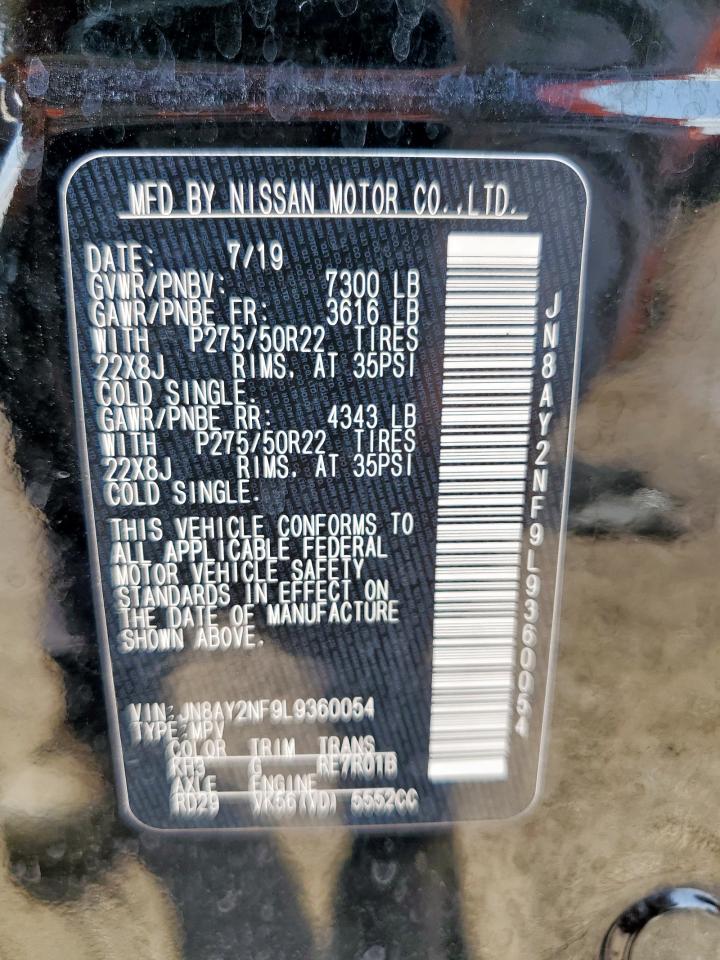 MFD BY NISSAN MOTOR CO.,LTD.
DATE: 7/19
GVWR/PNBV: 7300 LB
GAWR/PNBE FR: 3616 LB
WITH P275/50R22 TIRES
22X8J RIMS, AT 35PSI
COLD SINGLE.
GAWR/PNBE RR: 4343 LB
WITH P275/50R22 TIRES
22X8J RIMS, AT 35PSI
COLD SINGLE.
THIS VEHICLE CONFORMS TO
ALL APPLICABLE FEDERAL
MOTOR VEHICLE SAFETY
STANDARDS IN EFFECT ON
THE DATE OF MANUFACTURE
SHOWN ABOVE.
VIN:JN8AY2NF9L9360054
TYPE:MPV
COLOR TRIM TRANS
KH3 G RE7R01B
AXLE ENGINE
RD29 VK56(VD) 5552CC
JN8AY2NF9L9360054